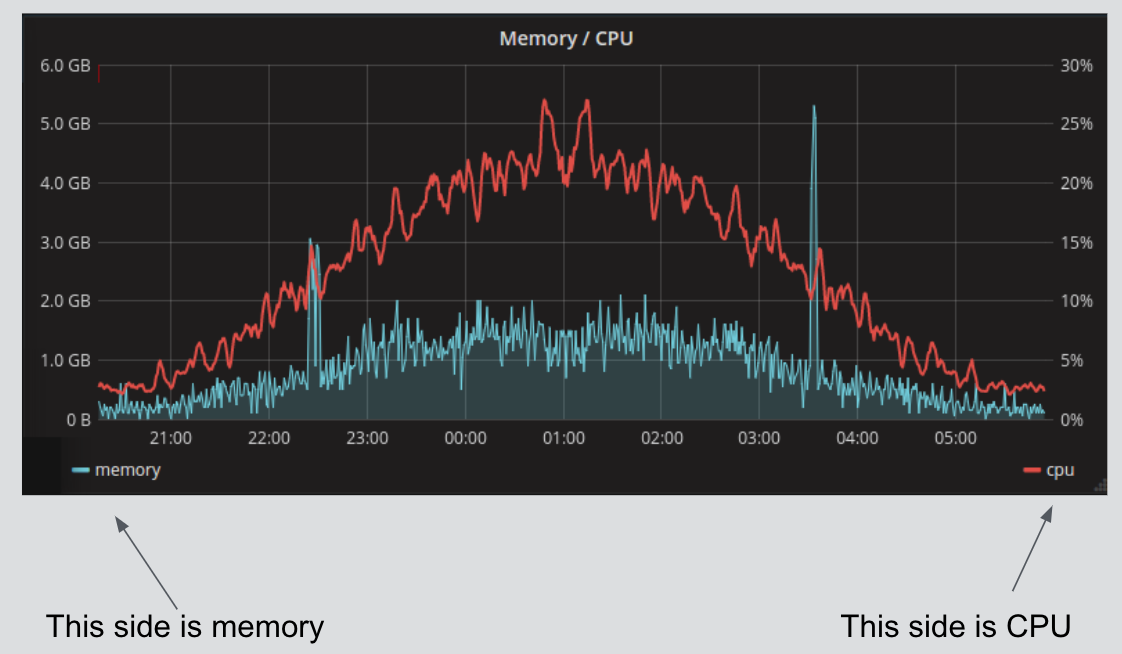 Memory / CPU
6.0 GB 30%
5.0 GB 25%
4.0 GB 20%
3.0 GB 15%
2.0 GB 10%
1.0 GB 5%
0 B 0%
21:00 22:00 23:00 00:00 01:00 02:00 03:00 04:00 05:00
memory cpu
This side is memory This side is CPU